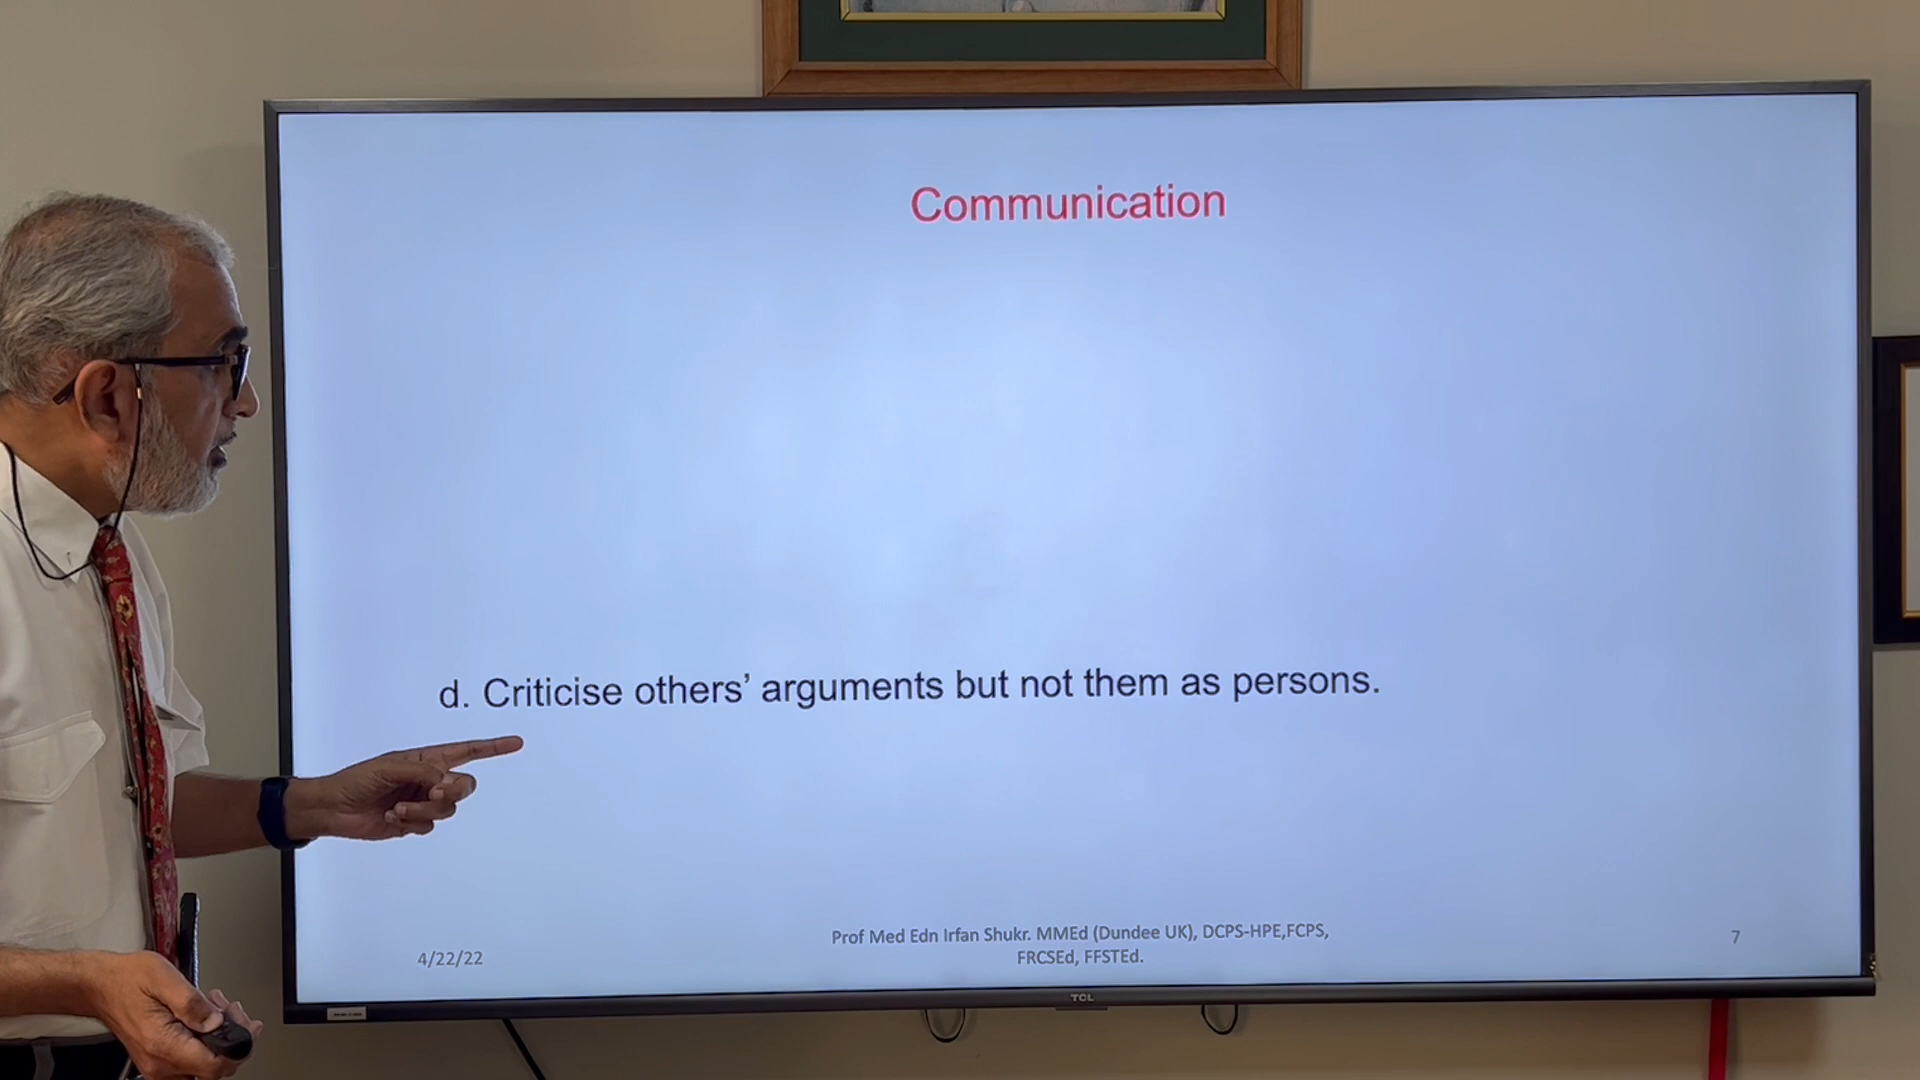 Communication
d. Criticise others’ arguments but not them as persons.
4/22/22
Prof Med Edn Irfan Shukr. MMEd (Dundee UK), DCPS-HPE,FCPS,
FRCSEd, FFSTEd.
7
TCL